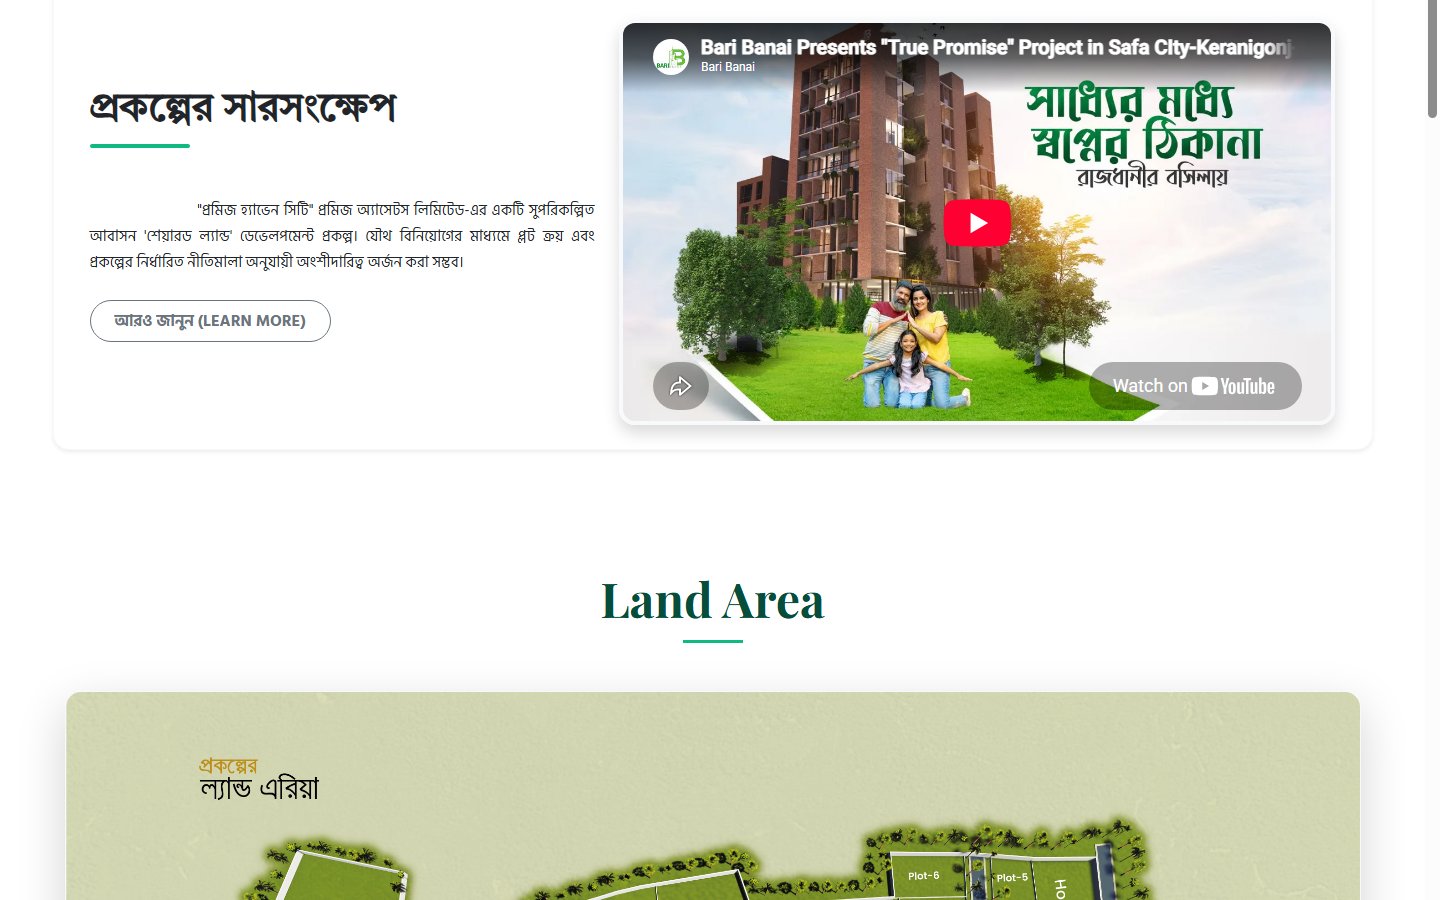 প্রকল্পের সারসংক্ষেপ
"প্রমিজ হ্যাভেন সিটি" প্রমিজ অ্যাসেটস লিমিটেড-এর একটি সুপরিকল্পিত
আবাসন 'শেয়ারড ল্যান্ড' ডেভেলপমেন্ট প্রকল্প। যৌথ বিনিয়োগের মাধ্যমে প্লট ক্রয় এবং
প্রকল্পের নির্ধারিত নীতিমালা অনুযায়ী অংশীদারিত্ব অর্জন করা সম্ভব।
আরও জানুন (LEARN MORE)
Bari Banai Presents "True Promise" Project in Safa CIty-Keranigonj
Bari Banai
সাধ্যের মধ্যে
স্বপ্নের ঠিকানা
রাজধানীর বসিলায়
Watch on YouTube
Land Area
প্রকল্পের
ল্যান্ড এরিয়া
Plot-6
Plot-5